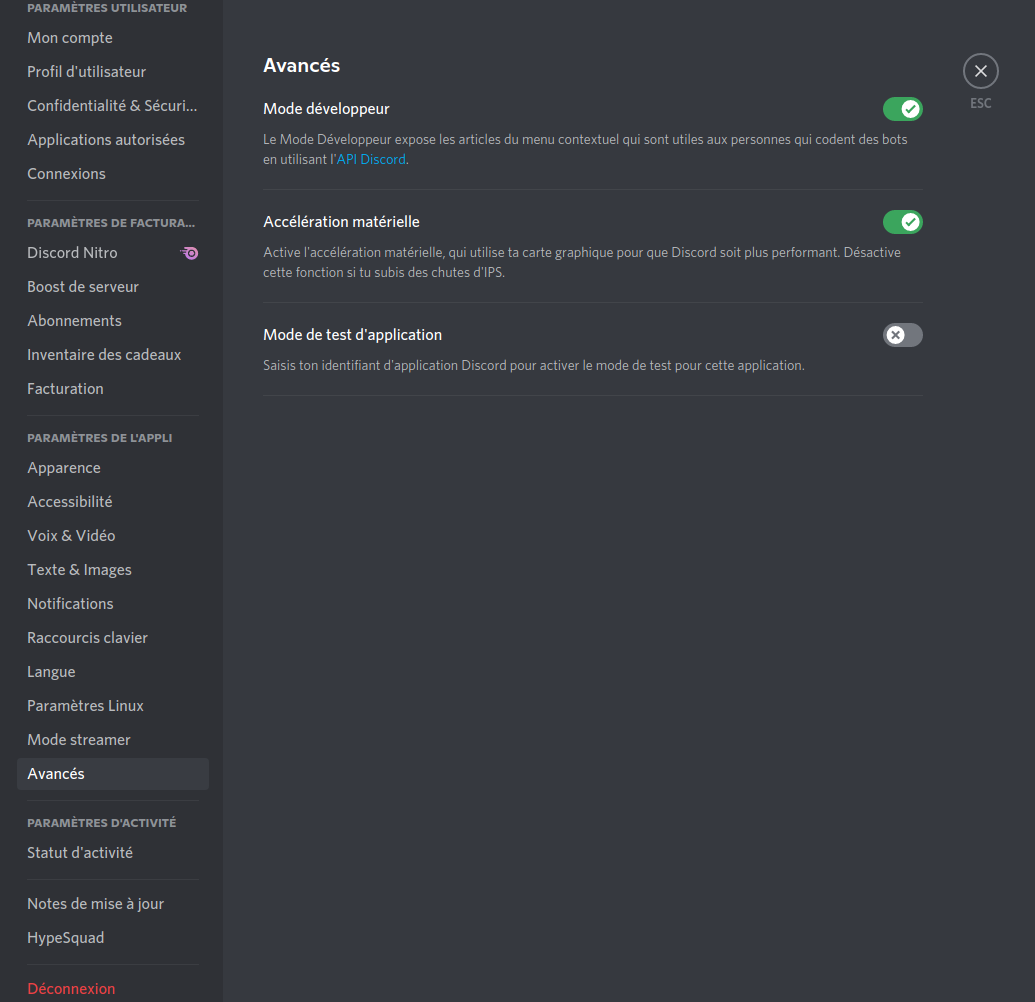 PARAMÈTRES UTILISATEUR
Mon compte
Profil d'utilisateur
Confidentialité & Sécuri...
Applications autorisées
Connexions
PARAMÈTRES DE FACTURA...
Discord Nitro
Boost de serveur
Abonnements
Inventaire des cadeaux
Facturation
PARAMÈTRES DE L'APPLI
Apparence
Accessibilité
Voix & Vidéo
Texte & Images
Notifications
Raccourcis clavier
Langue
Paramètres Linux
Mode streamer
Avancés
PARAMÈTRES D'ACTIVITÉ
Statut d'activité
Notes de mise à jour
HypeSquad
Déconnexion
Avancés
Mode développeur
Le Mode Développeur expose les articles du menu contextuel qui sont utiles aux personnes qui codent des bots
en utilisant l'API Discord.
Accélération matérielle
Active l'accélération matérielle, qui utilise ta carte graphique pour que Discord soit plus performant. Désactive
cette fonction si tu subis des chutes d'IPS.
Mode de test d'application
Saisis ton identifiant d'application Discord pour activer le mode de test pour cette application.
ESC